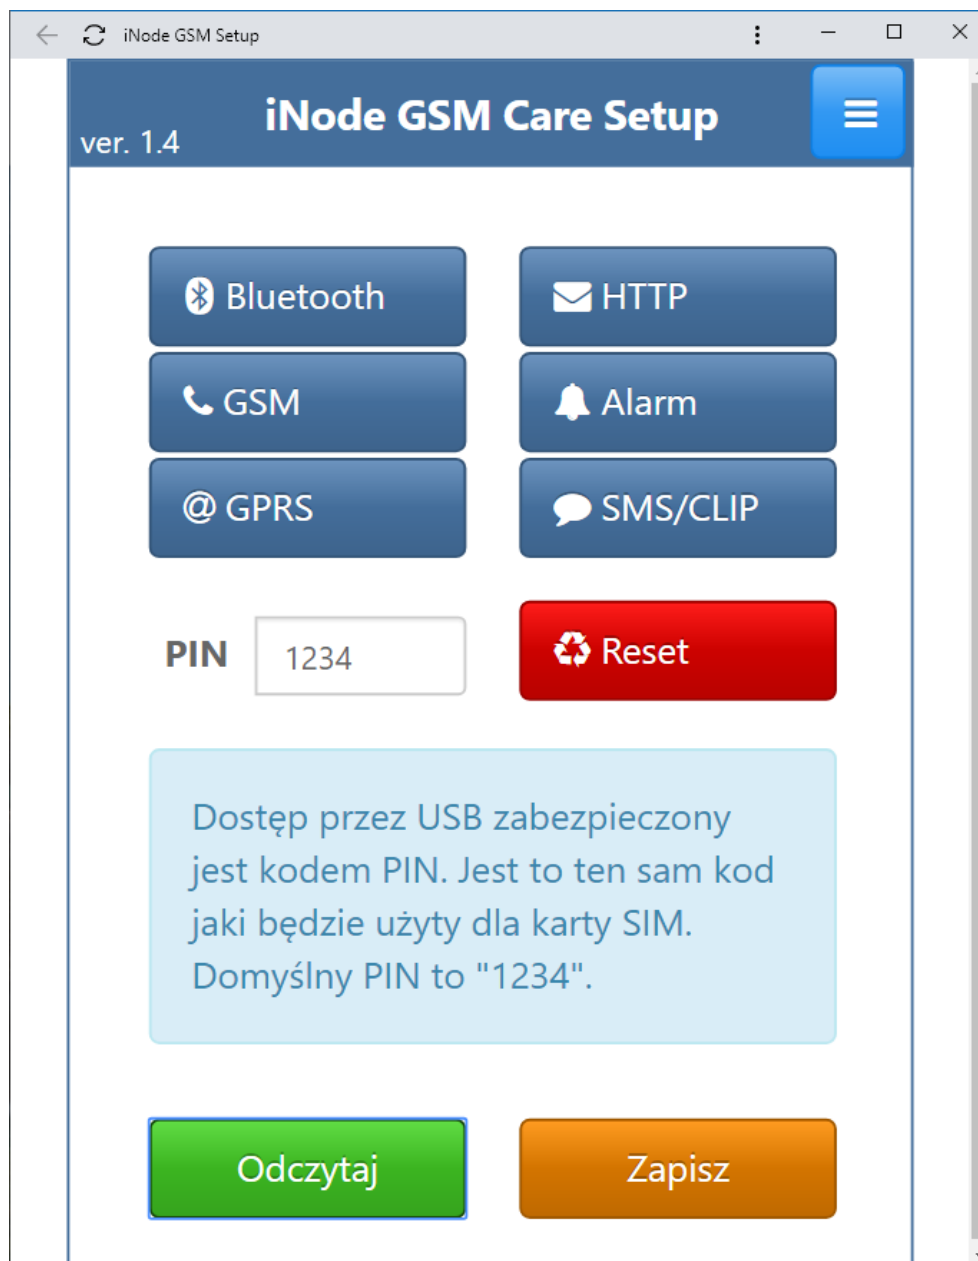 iNode GSM Setup
iNode GSM Care Setup
ver. 1.4
Bluetooth
HTTP
GSM
Alarm
@ GPRS
SMS/CLIP
PIN
1234
Reset
Dostęp przez USB zabezpieczony
jest kodem PIN. Jest to ten sam kod
jaki będzie użyty dla karty SIM.
Domyślny PIN to "1234".
Odczytaj
Zapisz